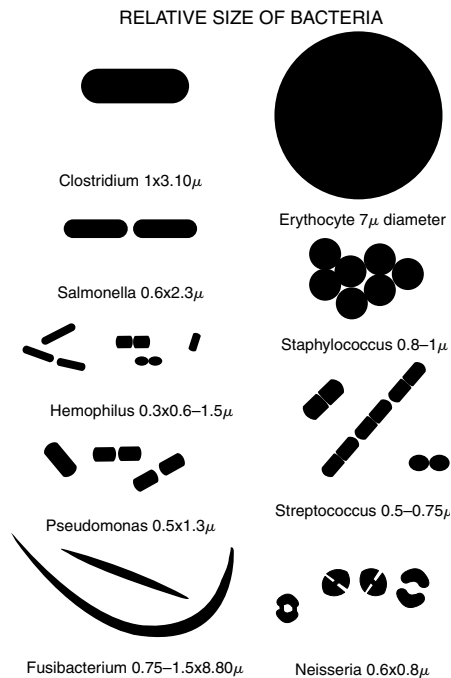 RELATIVE SIZE OF BACTERIA
Clostridium 1x3.10μ
Erythocyte 7μ diameter
Salmonella 0.6x2.3μ
Staphylococcus 0.8–1μ
Hemophilus 0.3x0.6–1.5μ
Streptococcus 0.5–0.75μ
Pseudomonas 0.5x1.3μ
Fusibacterium 0.75–1.5x8.80μ
Neisseria 0.6x0.8μ